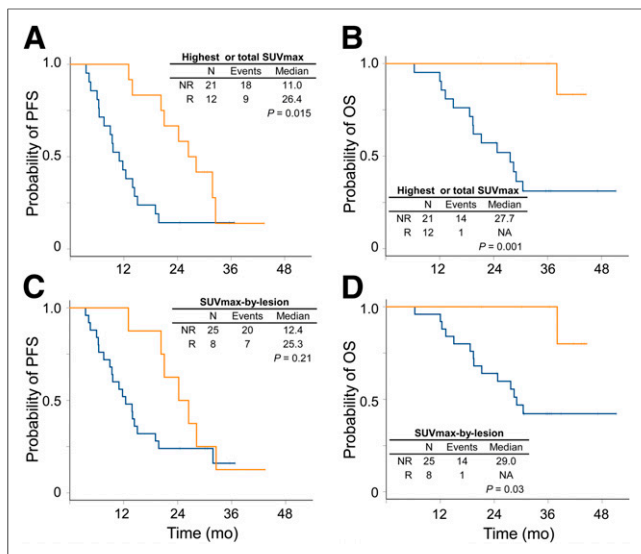 A
Probability of PFS
1.0
0.5
0
12 24 36 48
Highest or total SUVmax
N Events Median
NR 21 18 11.0
R 12 9 26.4
P = 0.015
B
Probability of OS
1.0
0.5
0
12 24 36 48
Highest or total SUVmax
N Events Median
NR 21 14 27.7
R 12 1 NA
P = 0.001
C
Probability of PFS
1.0
0.5
0
12 24 36 48
Time (mo)
SUVmax-by-lesion
N Events Median
NR 25 20 12.4
R 8 7 25.3
P = 0.21
D
Probability of OS
1.0
0.5
0
12 24 36 48
Time (mo)
SUVmax-by-lesion
N Events Median
NR 25 14 29.0
R 8 1 NA
P = 0.03